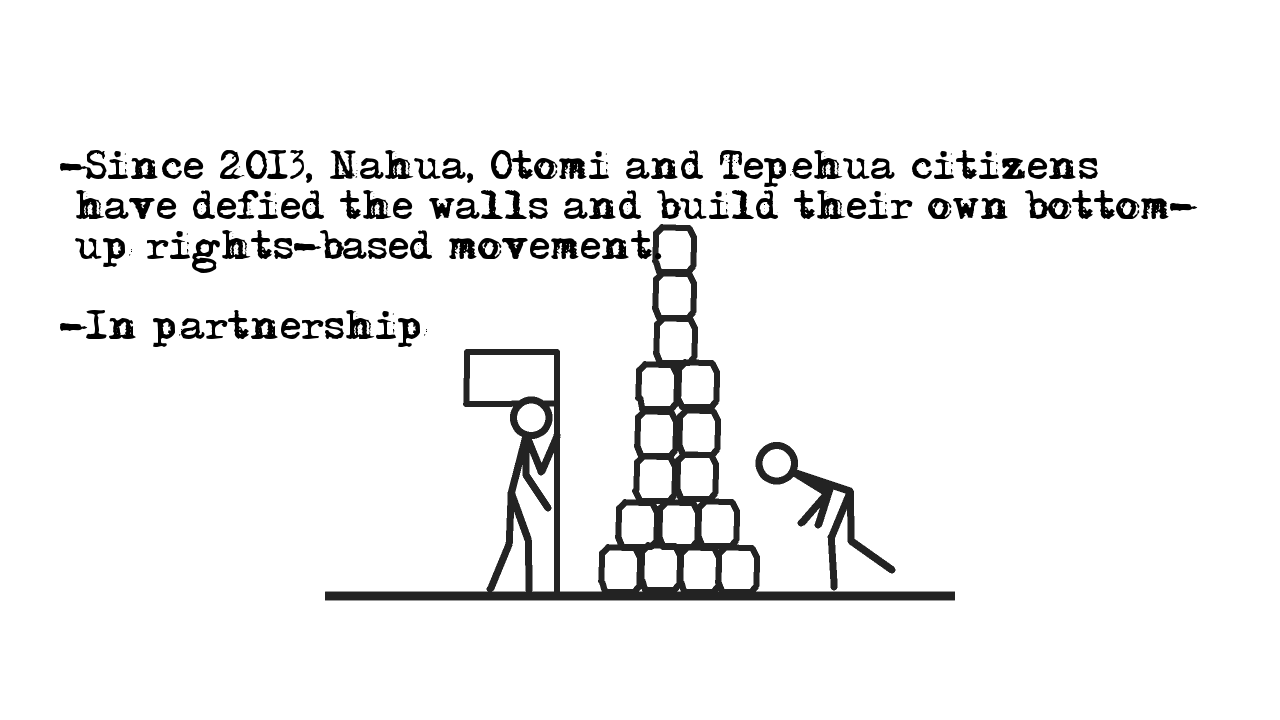 -Since 2013, Nahua, Otomi and Tepehua citizens
have defied the walls and build their own bottom-
up rights-based movement.
-In partnership